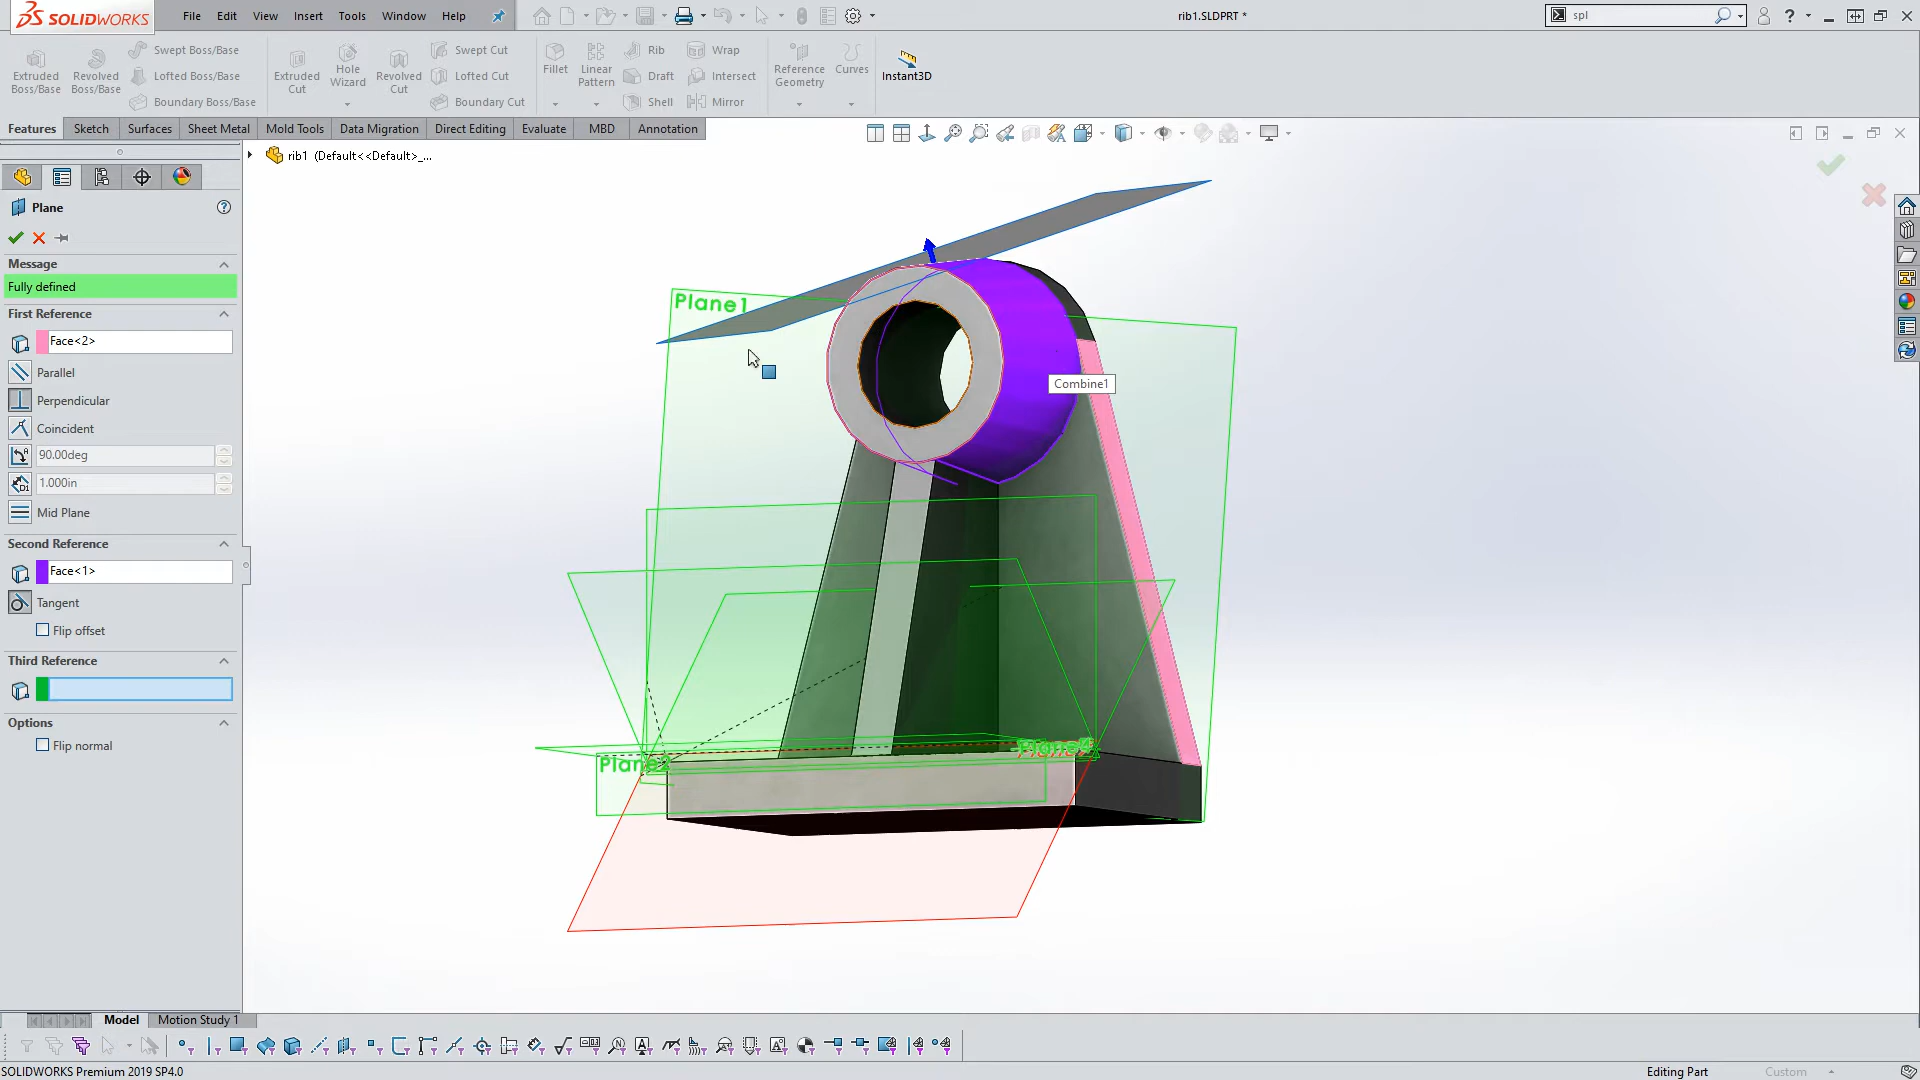 SOLIDWORKS
File Edit View Insert Tools Window Help
rib1.SLDPRT *
spl
Extruded Boss/Base
Revolved Boss/Base
Swept Boss/Base
Lofted Boss/Base
Boundary Boss/Base
Extruded Cut
Hole Wizard
Revolved Cut
Swept Cut
Lofted Cut
Boundary Cut
Fillet
Linear Pattern
Rib
Draft
Shell
Wrap
Intersect
Mirror
Reference Geometry
Curves
Instant3D
Features Sketch Surfaces Sheet Metal Mold Tools Data Migration Direct Editing Evaluate MBD Annotation
rib1 (Default<<Default>_...
Plane
Message
Fully defined
First Reference
Face<2>
Parallel
Perpendicular
Coincident
90.00deg
1.000in
Mid Plane
Second Reference
Face<1>
Tangent
Flip offset
Third Reference
Options
Flip normal
Plane1
Combine1
Plane2
Model Motion Study 1
SOLIDWORKS Premium 2019 SP4.0
Editing Part
Custom